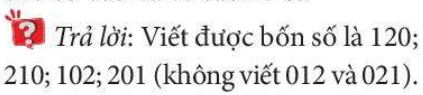 Trả lời: Viết được bốn số là 120;
210; 102; 201 (không viết 012 và 021).